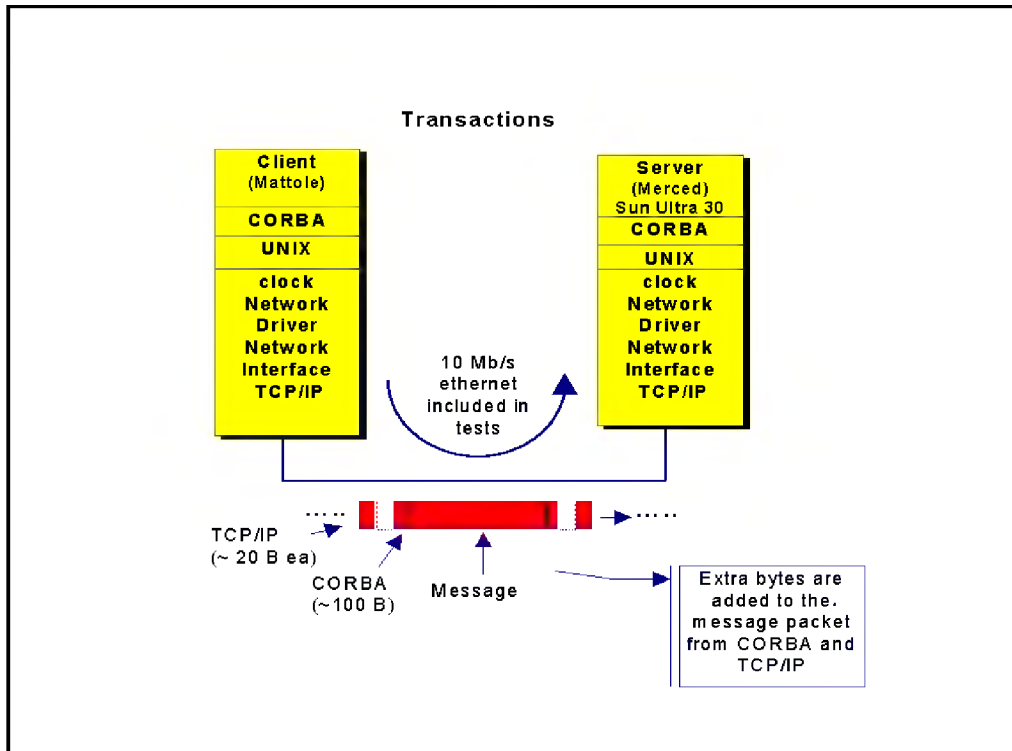 Transactions
Client
(Mattole)
CORBA
UNIX
clock
Network
Driver
Network
Interface
TCP/IP
Server
(Merced)
Sun Ultra 30
CORBA
UNIX
clock
Network
Driver
Network
Interface
TCP/IP
10 Mb/s
ethernet
included in
tests
.....
.....
TCP/IP
(~ 20 B ea)
CORBA
(~100 B)
Message
Extra bytes are
added to the.
message packet
from CORBA and
TCP/IP